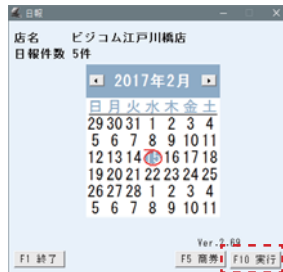 日報
店名 ビジコム江戸川橋店
日報件数 5件
2017年2月
日 月 火 水 木 金 土
29 30 31 1 2 3 4
5 6 7 8 9 10 11
12 13 14 15 16 17 18
19 20 21 22 23 24 25
26 27 28 1 2 3 4
5 6 7 8 9 10 11
Ver.2.69
F1 終了 F5 商券 F10 実行